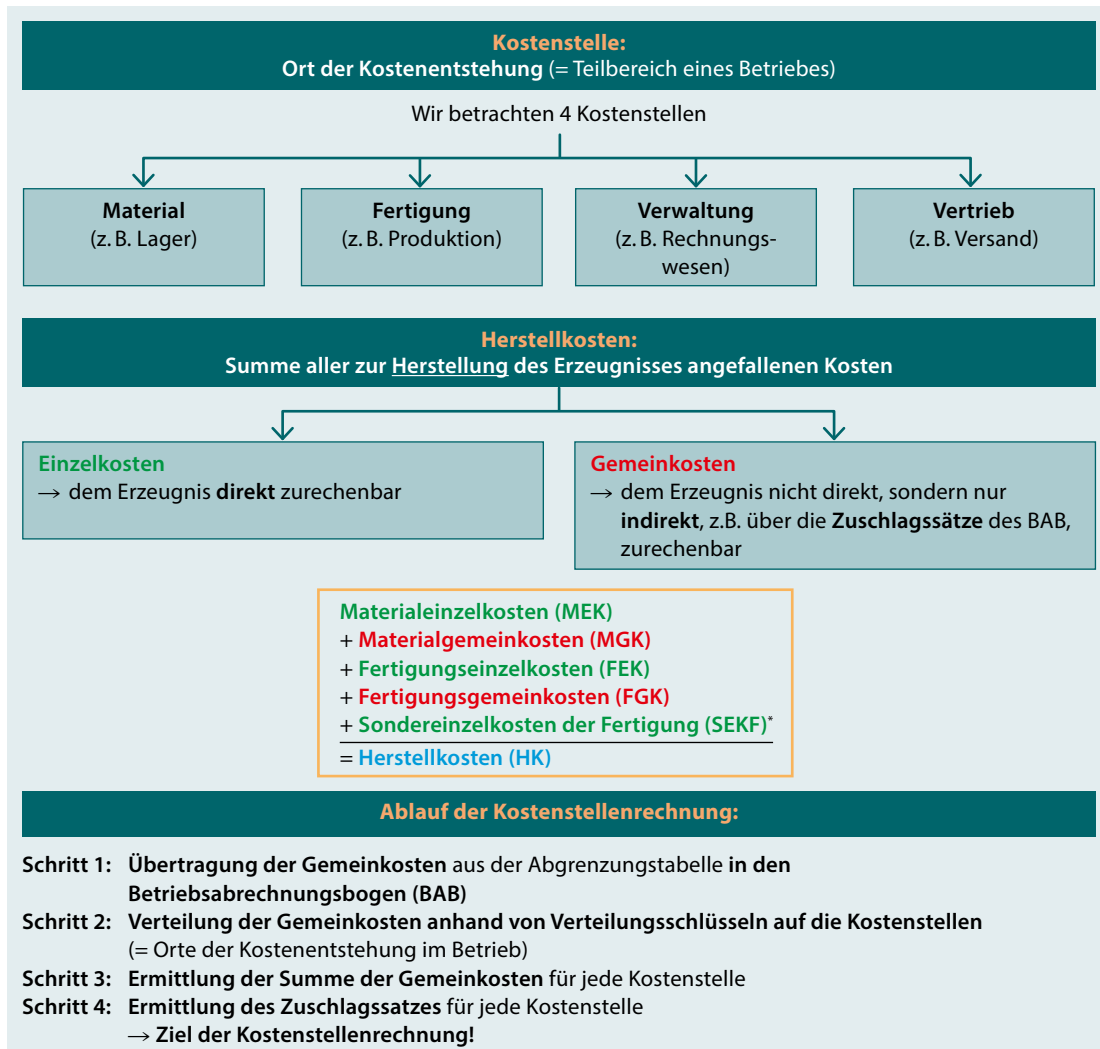 Kostenstelle:
Ort der Kostenentstehung (= Teilbereich eines Betriebes)
Wir betrachten 4 Kostenstellen
Material
(z. B. Lager)
Fertigung
(z. B. Produktion)
Verwaltung
(z. B. Rechnungs-
wesen)
Vertrieb
(z. B. Versand)
Herstellkosten:
Summe aller zur Herstellung des Erzeugnisses angefallenen Kosten
Einzelkosten
→ dem Erzeugnis direkt zurechenbar
Gemeinkosten
→ dem Erzeugnis nicht direkt, sondern nur
indirekt, z.B. über die Zuschlagssätze des BAB,
zurechenbar
Materialeinzelkosten (MEK)
+ Materialgemeinkosten (MGK)
+ Fertigungseinzelkosten (FEK)
+ Fertigungsgemeinkosten (FGK)
+ Sondereinzelkosten der Fertigung (SEKF)*
= Herstellkosten (HK)
Ablauf der Kostenstellenrechnung:
Schritt 1: Übertragung der Gemeinkosten aus der Abgrenzungstabelle in den
Betriebsabrechnungsbogen (BAB)
Schritt 2: Verteilung der Gemeinkosten anhand von Verteilungsschlüsseln auf die Kostenstellen
(= Orte der Kostenentstehung im Betrieb)
Schritt 3: Ermittlung der Summe der Gemeinkosten für jede Kostenstelle
Schritt 4: Ermittlung des Zuschlagssatzes für jede Kostenstelle
→ Ziel der Kostenstellenrechnung!